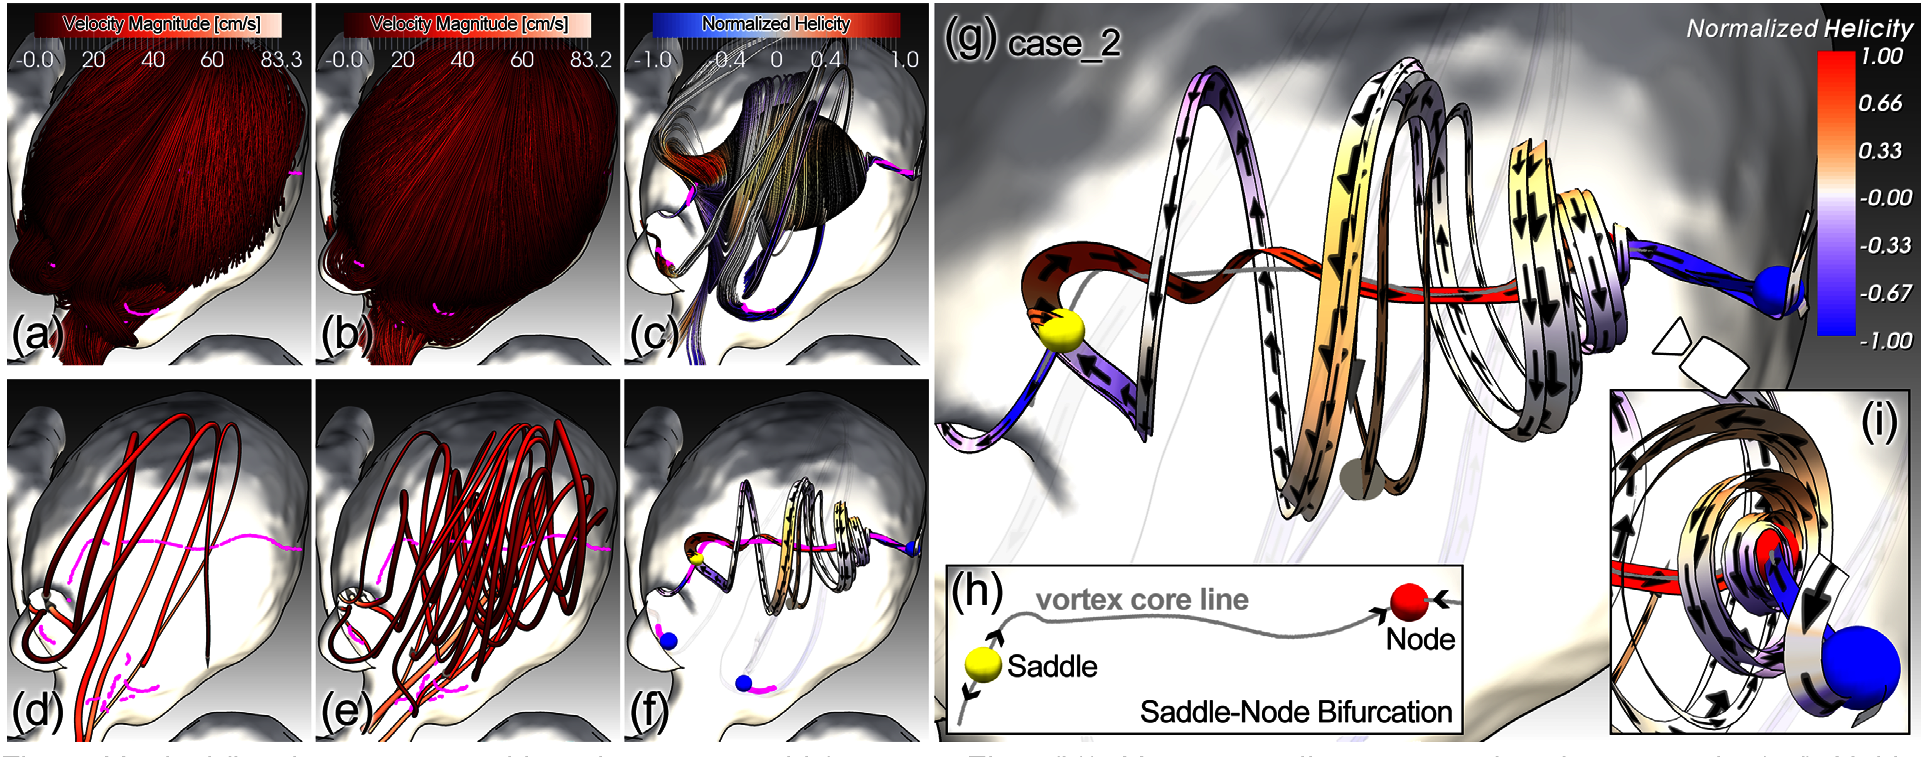 Velocity Magnitude [cm/s]
-0.0 20 40 60 83.3
(a)
Velocity Magnitude [cm/s]
-0.0 20 40 60 83.2
(b)
Normalized Helicity
-1.0 -0.4 0 0.4 1.0
(c)
(d)
(e)
(f)
(g) case_2
Normalized Helicity
1.00
0.66
0.33
-0.00
-0.33
-0.67
-1.00
(h)
vortex core line
Saddle
Node
Saddle-Node Bifurcation
(i)